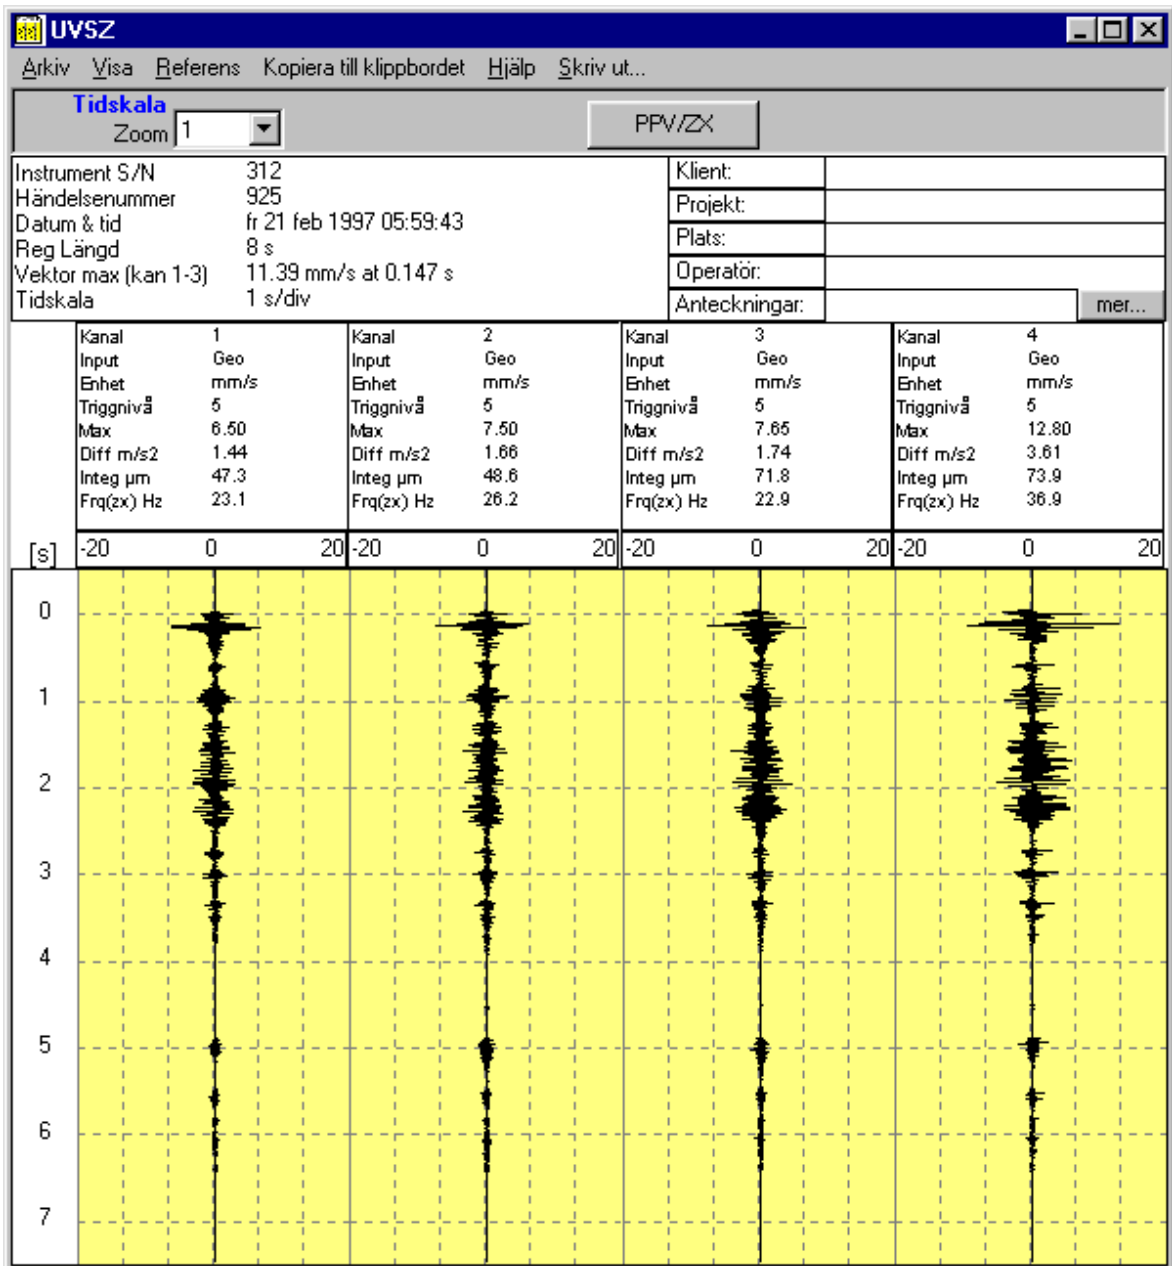 UVSZ
Arkiv Visa Referens Kopiera till klippbordet Hjälp Skriv ut...
Tidskala
Zoom 1
PPV/ZX
Instrument S/N 312
Händelsenummer 925
Datum & tid fr 21 feb 1997 05:59:43
Reg Längd 8 s
Vektor max (kan 1-3) 11.39 mm/s at 0.147 s
Tidskala 1 s/div
Klient:
Projekt:
Plats:
Operatör:
Anteckningar: mer...
Kanal 1 Kanal 2 Kanal 3 Kanal 4
Input Geo Input Geo Input Geo Input Geo
Enhet mm/s Enhet mm/s Enhet mm/s Enhet mm/s
Triggnivå 5 Triggnivå 5 Triggnivå 5 Triggnivå 5
Max 6.50 Max 7.50 Max 7.65 Max 12.80
Diff m/s2 1.44 Diff m/s2 1.66 Diff m/s2 1.74 Diff m/s2 3.61
Integ µm 47.3 Integ µm 48.6 Integ µm 71.8 Integ µm 73.9
Frq(zx) Hz 23.1 Frq(zx) Hz 26.2 Frq(zx) Hz 22.9 Frq(zx) Hz 36.9
[s] -20 0 20 -20 0 20 -20 0 20 -20 0 20
0
1
2
3
4
5
6
7